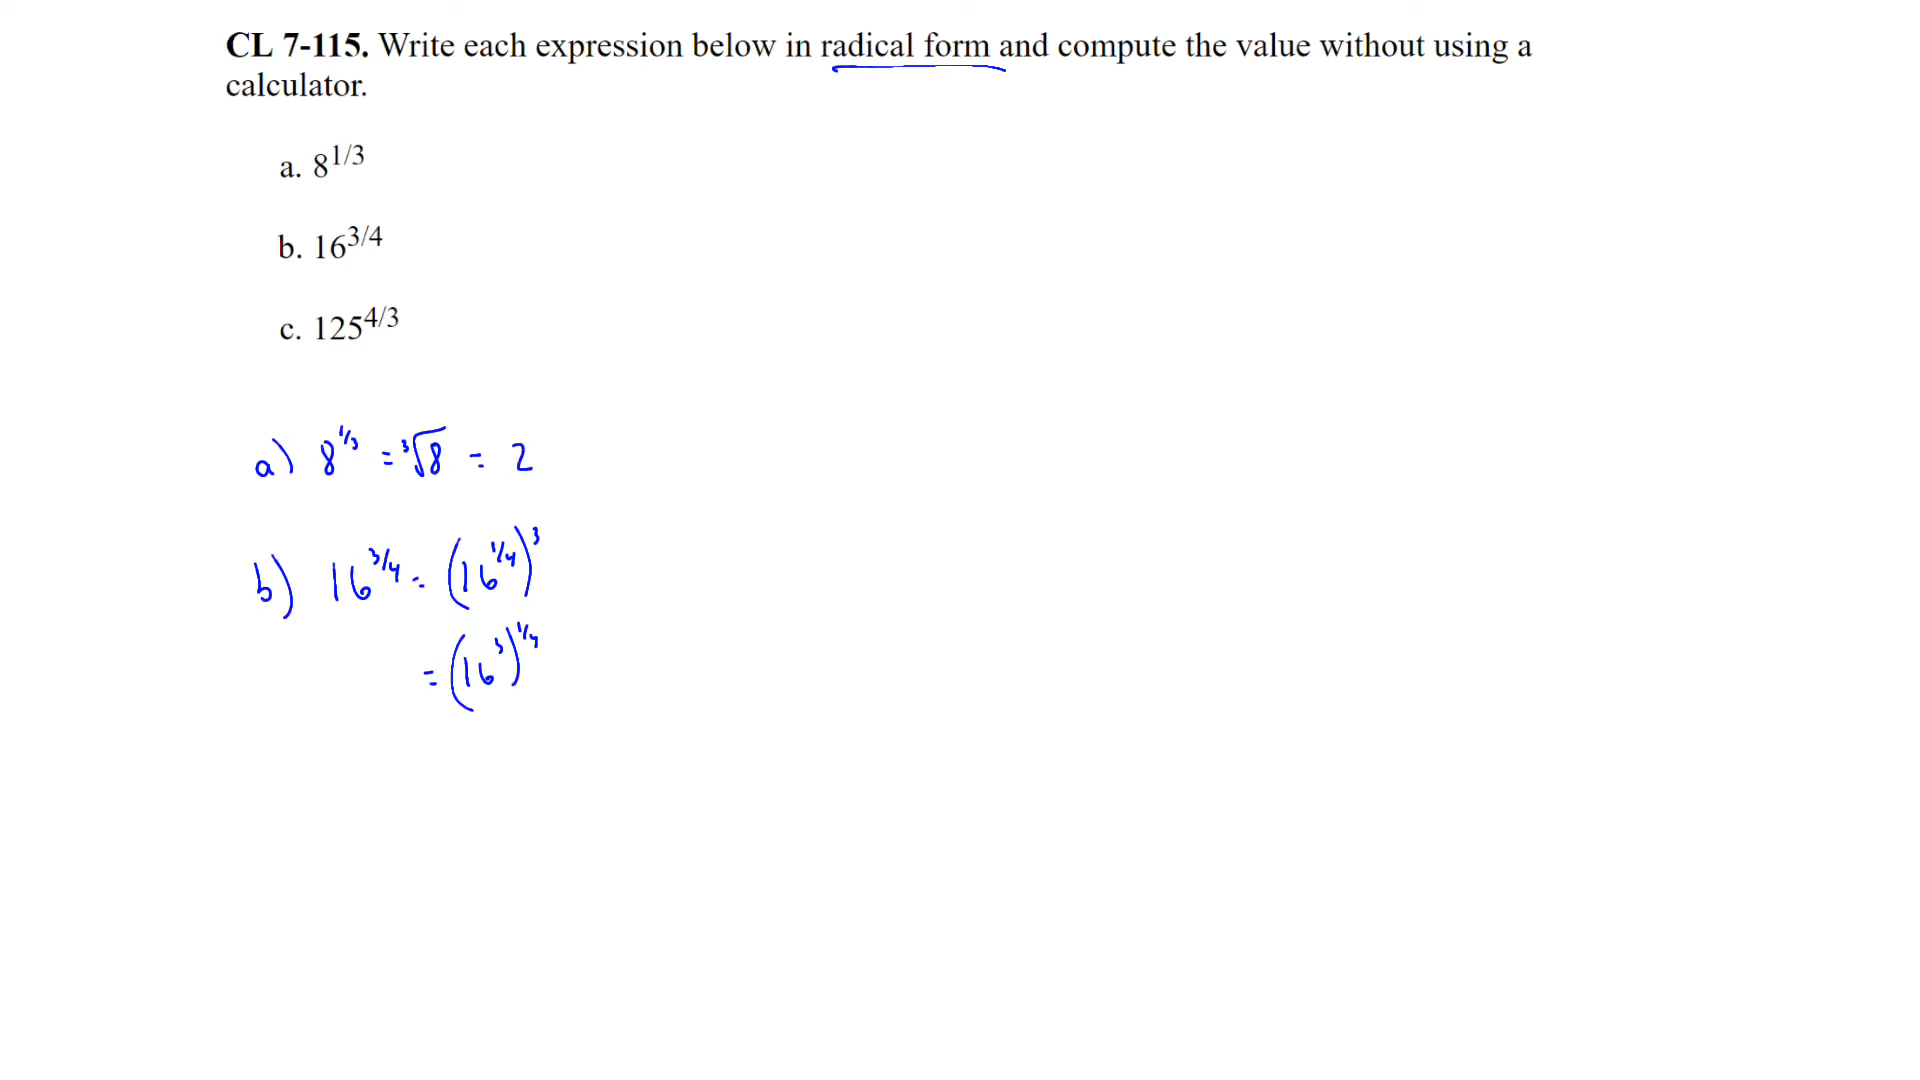 CL 7-115. Write each expression below in radical form and compute the value without using a
calculator.
a. 8^1/3
b. 16^3/4
c. 125^4/3
a) 8^1/3 = ³√8 = 2
b) 16^3/4 = (16^1/4)^3
= (16^3)^1/4